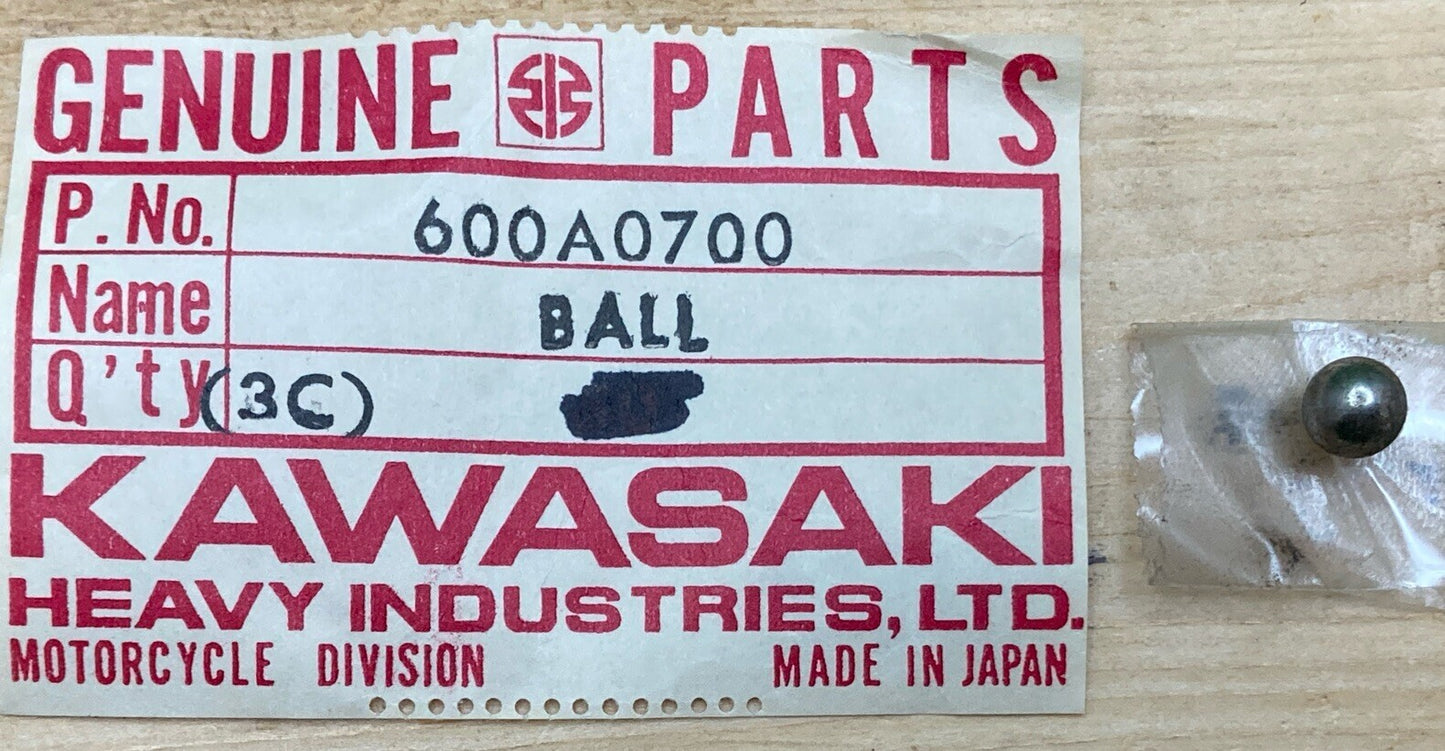 GENUINE PARTS
P. No. 600A0700
Name BALL
Q'ty (3C)
KAWASAKI
HEAVY INDUSTRIES, LTD.
MOTORCYCLE DIVISION MADE IN JAPAN